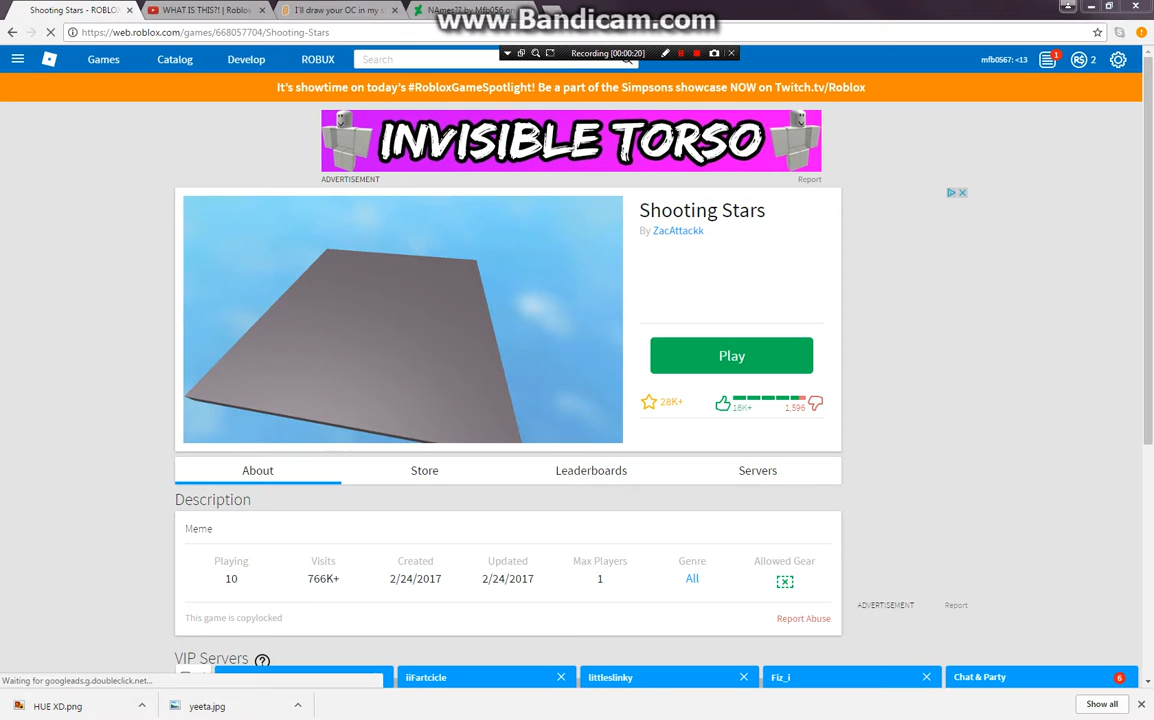 Shooting Stars - ROBLOX
WHAT IS THIS?! | Roblox
I'll draw your OC in my s
NAmes??
www.Bandicam.com
https://web.roblox.com/games/668057704/Shooting-Stars
Recording [00:00:20]
Games
Catalog
Develop
ROBUX
Search
mfb0567: <13
1
2
It's showtime on today's #RobloxGameSpotlight! Be a part of the Simpsons showcase NOW on Twitch.tv/Roblox
INVISIBLE TORSO
ADVERTISEMENT
Report
Shooting Stars
By ZacAttackk
Play
28K+
16K+
1,596
About
Store
Leaderboards
Servers
Description
Meme
Playing
Visits
Created
Updated
Max Players
Genre
Allowed Gear
10
766K+
2/24/2017
2/24/2017
1
All
This game is copylocked
Report Abuse
ADVERTISEMENT
Report
VIP Servers
iiFartcicle
littleslinky
Fiz_i
Chat & Party
6
Waiting for googleads.g.doubleclick.net...
HUE XD.png
yeeta.jpg
Show all